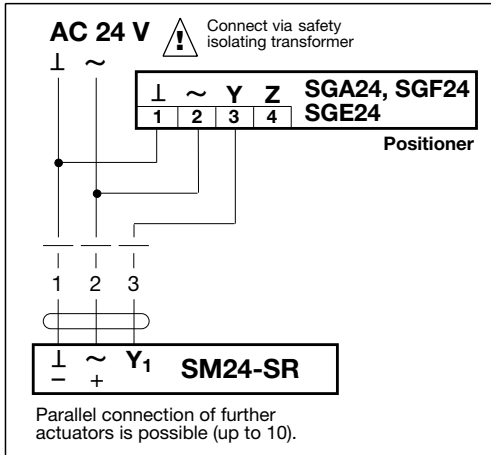 AC 24 V
Connect via safety
isolating transformer
⊥ ~
⊥ ~ Y Z
1 2 3 4
SGA24, SGF24
SGE24
Positioner
1 2 3
⊥ ~ Y1
− +
SM24-SR
Parallel connection of further
actuators is possible (up to 10).